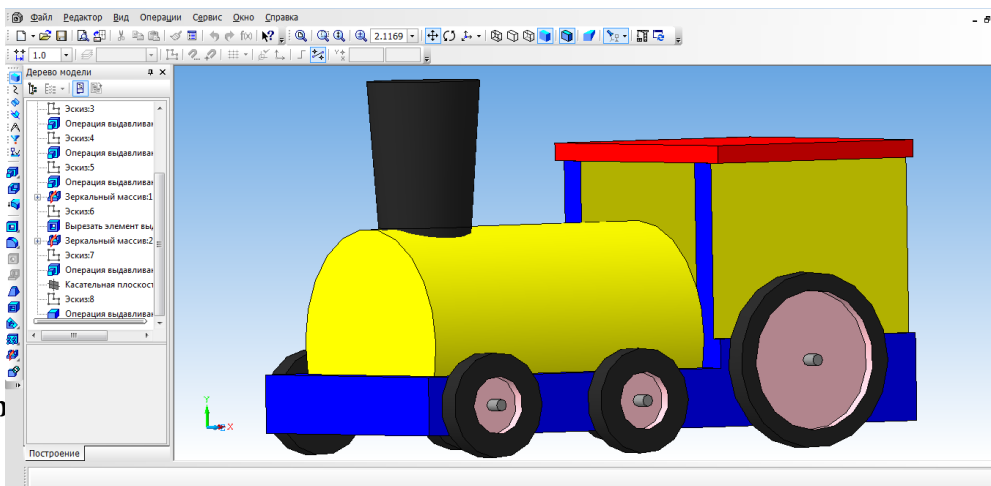 Файл Редактор Вид Операции Сервис Окно Справка
2.1169
1.0
Дерево модели
Эскиз:3
Операция выдавливан
Эскиз:4
Операция выдавливан
Эскиз:5
Операция выдавливан
Зеркальный массив:1
Эскиз:6
Вырезать элемент выд
Зеркальный массив:2
Эскиз:7
Операция выдавливан
Касательная плоскост
Эскиз:8
Операция выдавливан
Построение
Y
X